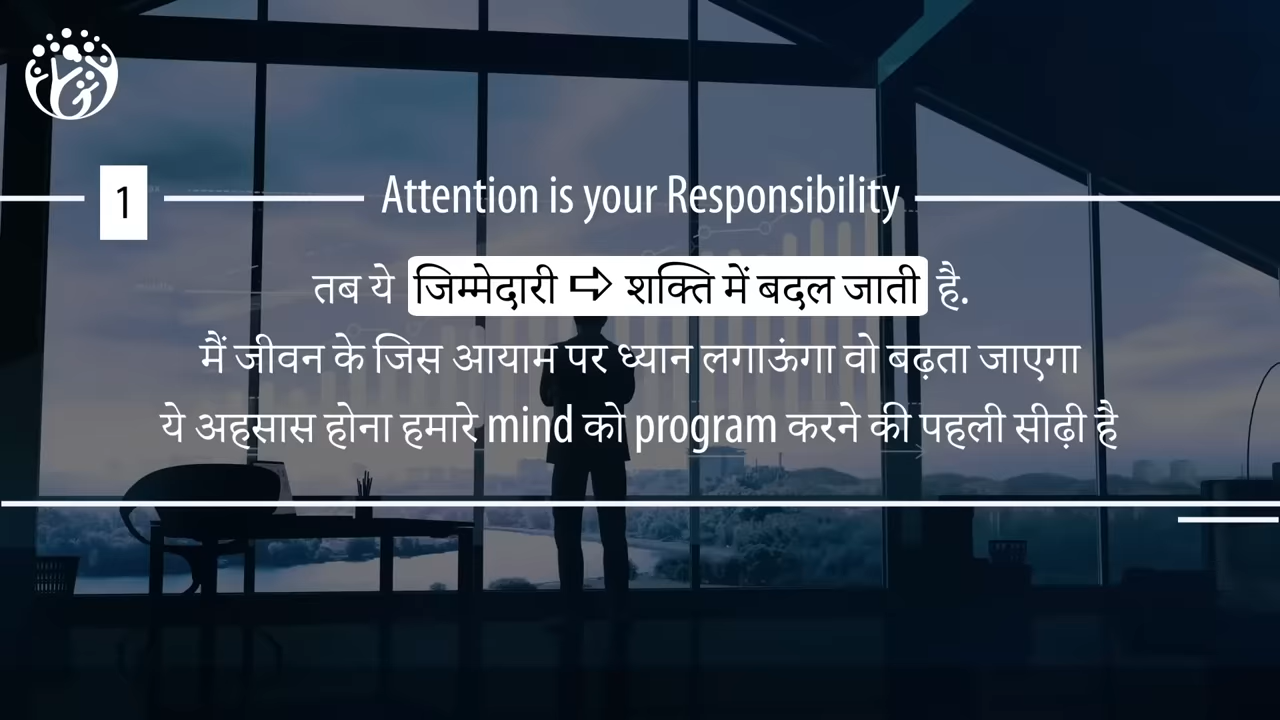 1
Attention is your Responsibility
तब ये जिम्मेदारी ⇨ शक्ति में बदल जाती है.
मैं जीवन के जिस आयाम पर ध्यान लगाऊंगा वो बढ़ता जाएगा
ये अहसास होना हमारे mind को program करने की पहली सीढ़ी है